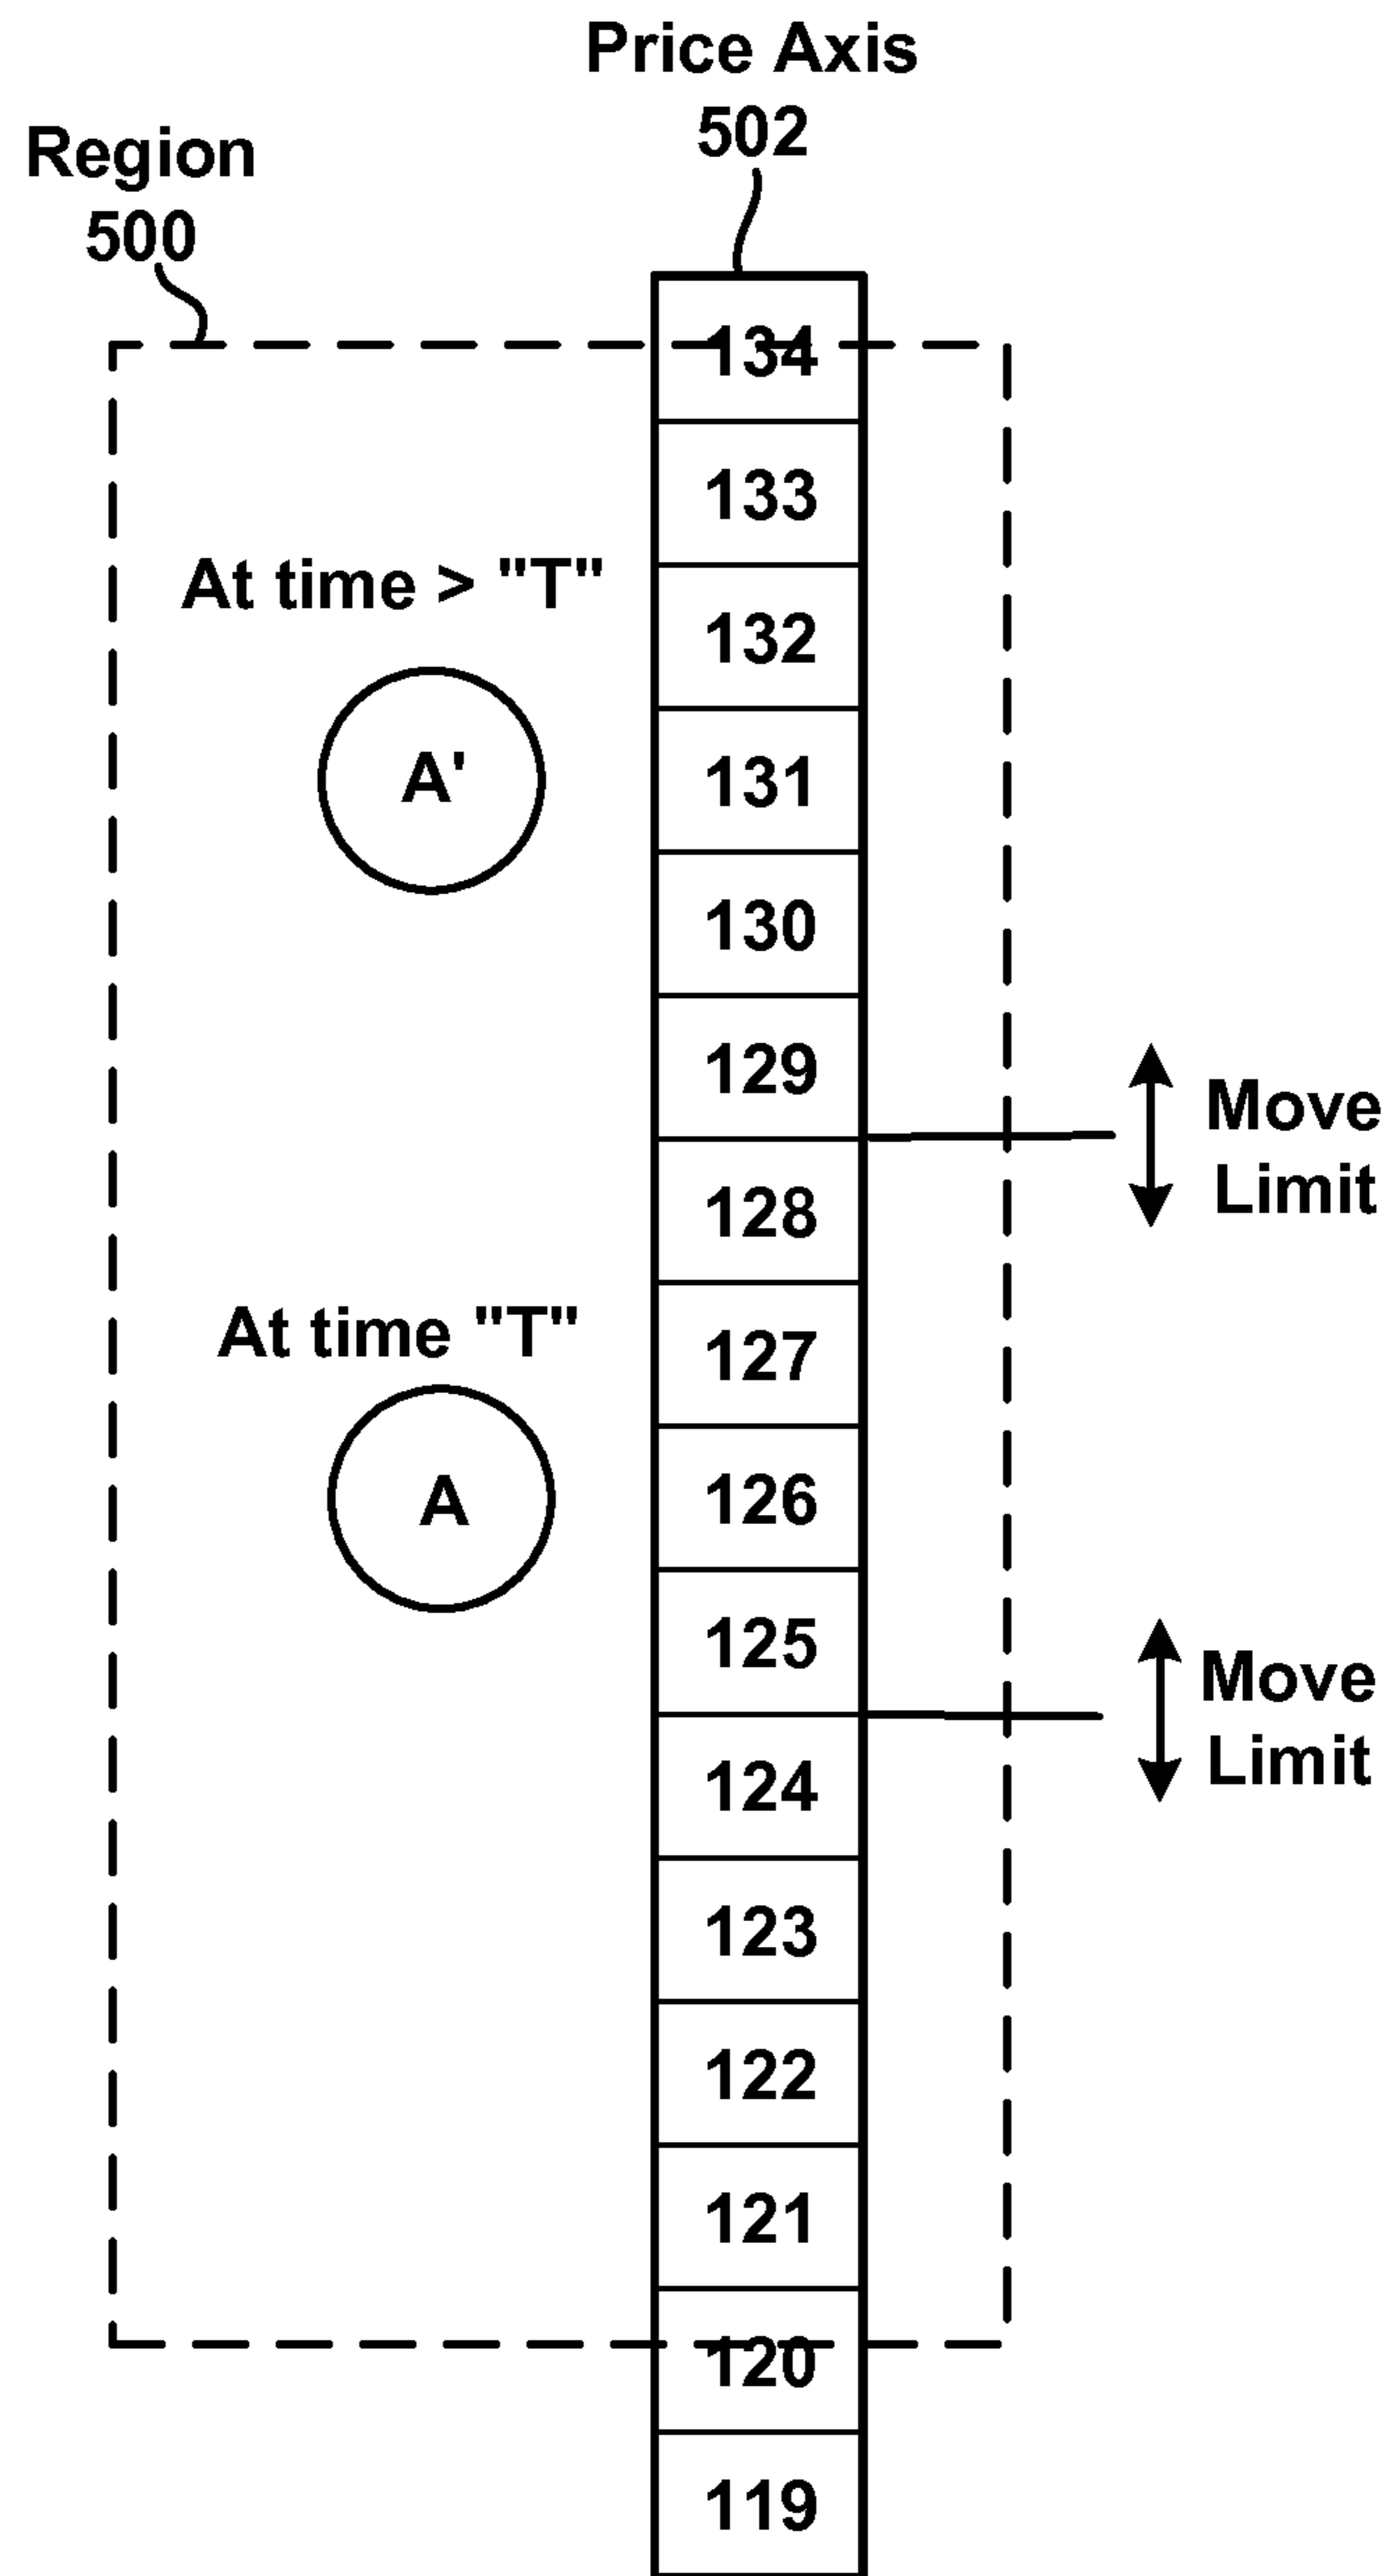 Price Axis
502
Region
500
134
133
At time > "T"
132
A'
131
130
129
Move
Limit
128
At time "T"
127
A
126
125
Move
Limit
124
123
122
121
120
119